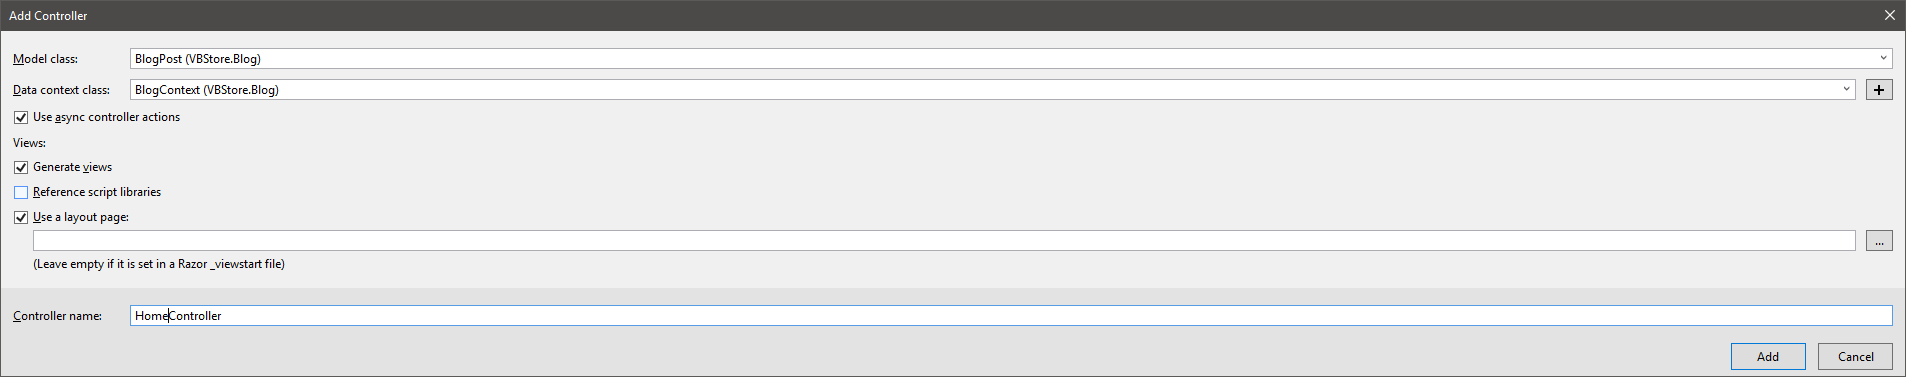 Add Controller
Model class: BlogPost (VBStore.Blog)
Data context class: BlogContext (VBStore.Blog) +
Use async controller actions
Views:
Generate views
Reference script libraries
Use a layout page:
...
(Leave empty if it is set in a Razor _viewstart file)
Controller name: HomeController
Add Cancel